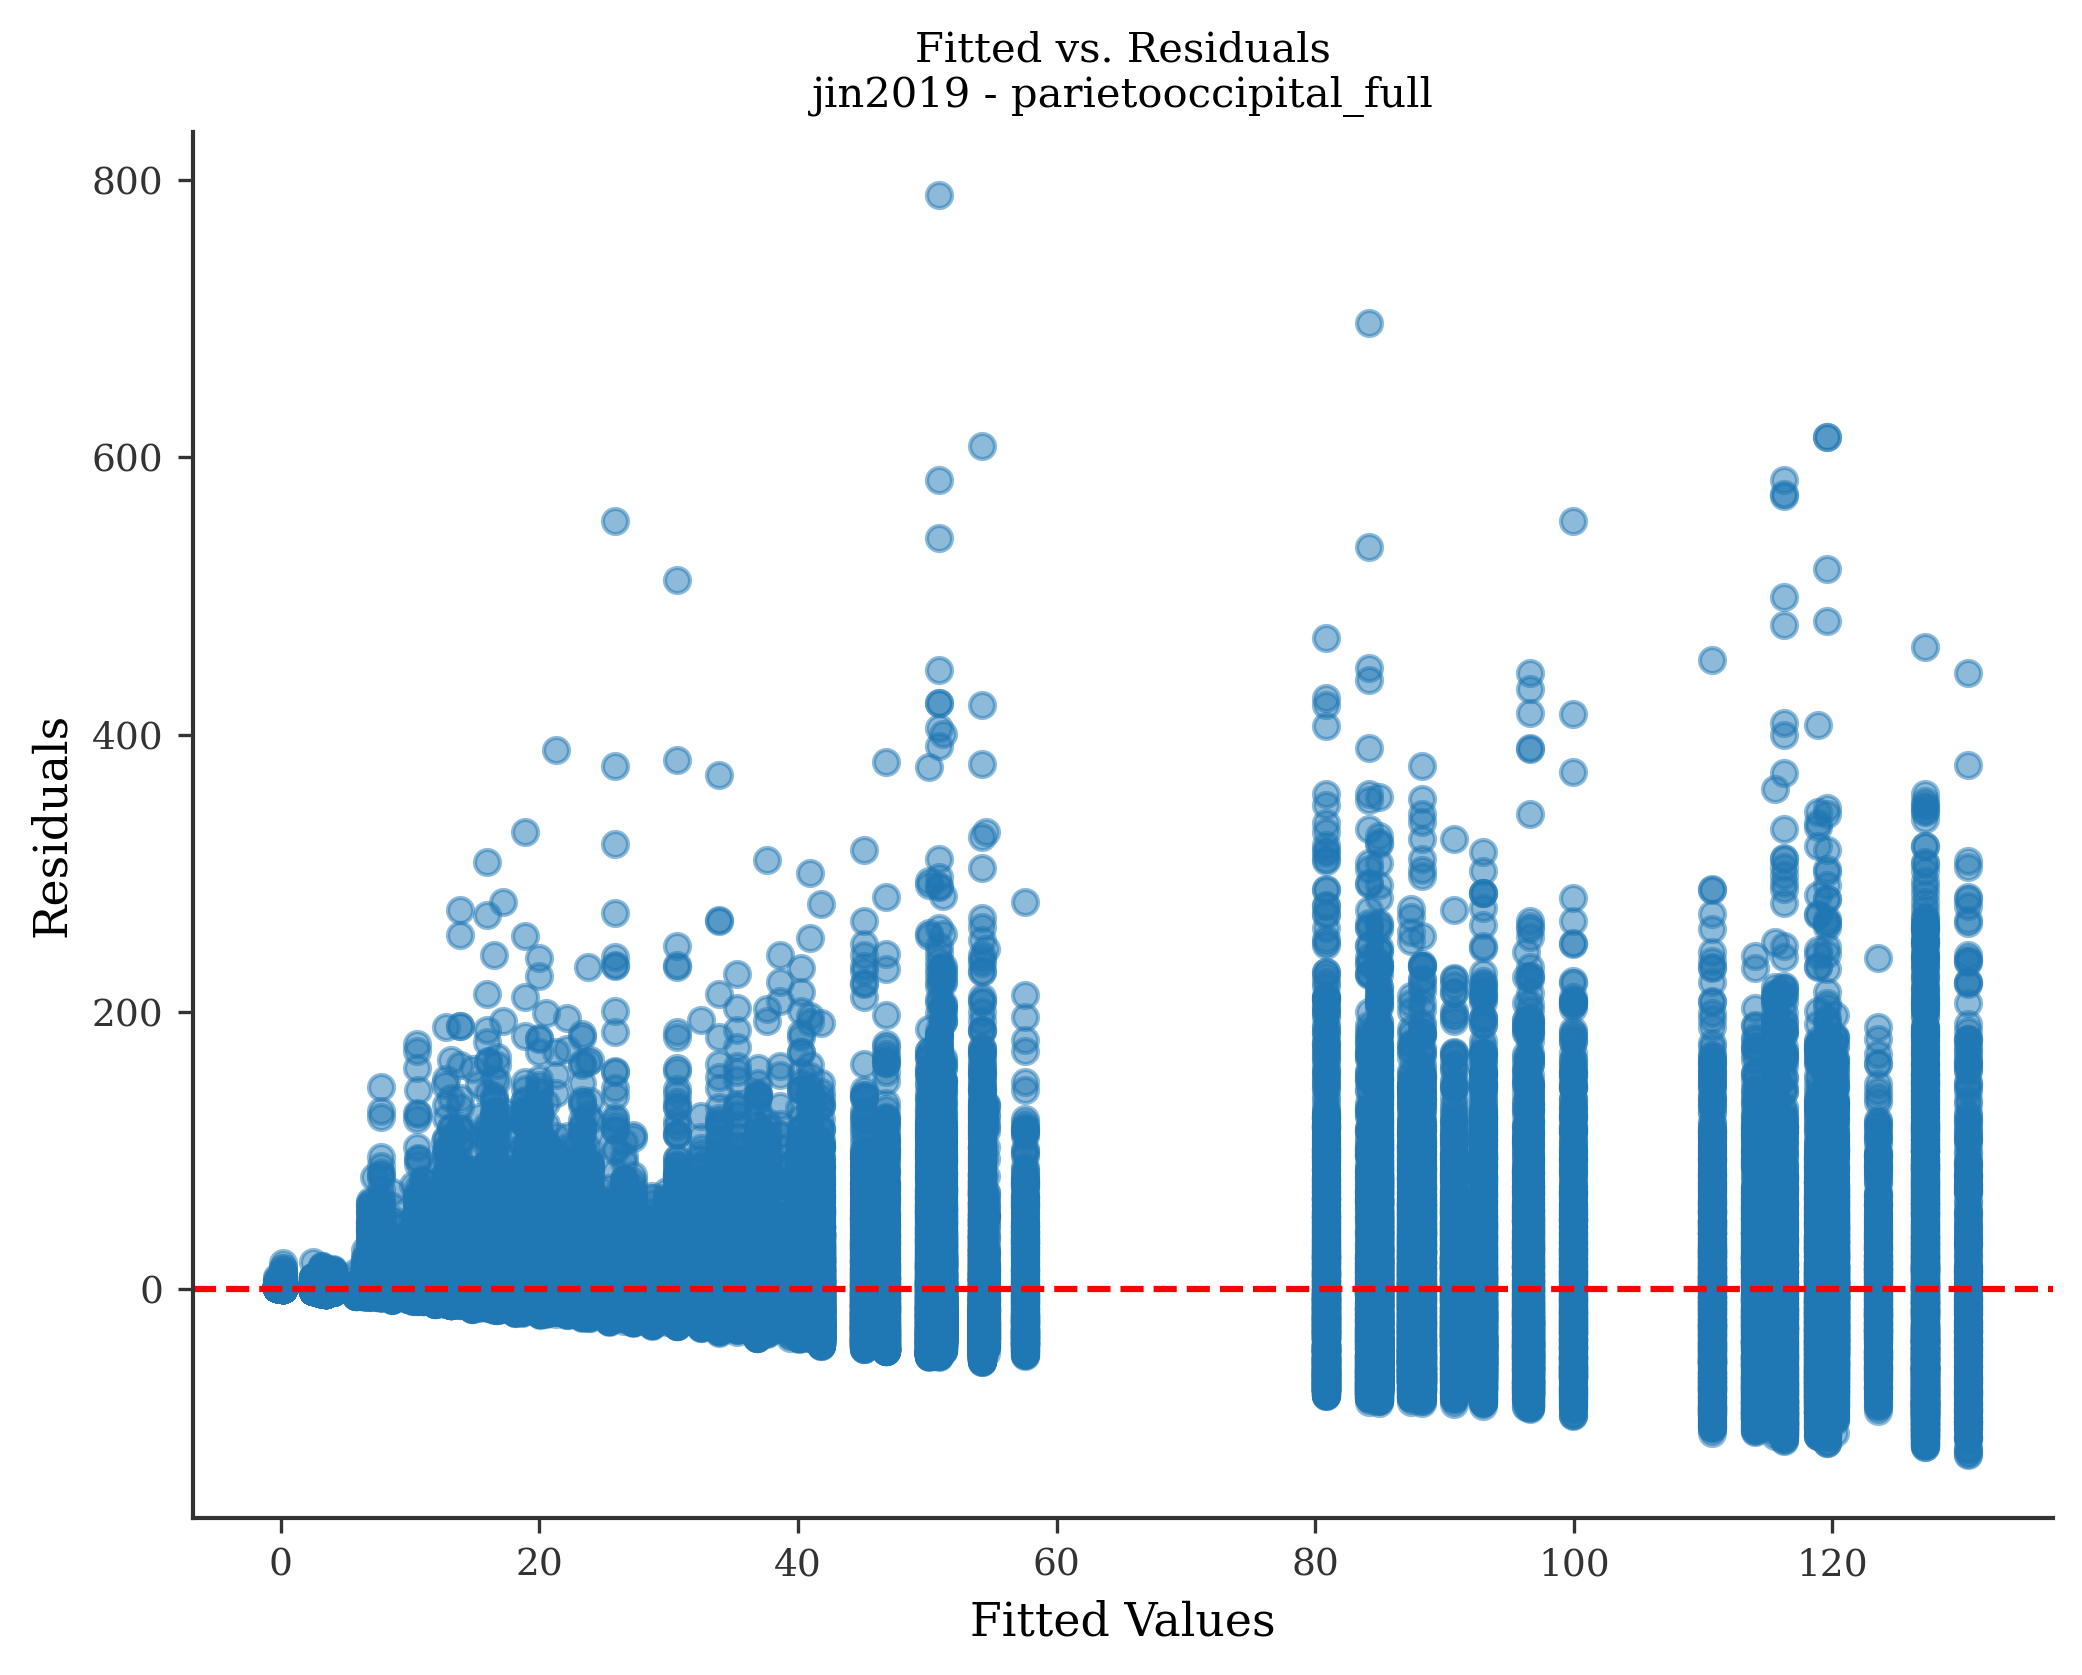 Fitted vs. Residuals
jin2019 - parietooccipital_full
800
600
400
200
0
Residuals
0 20 40 60 80 100 120
Fitted Values